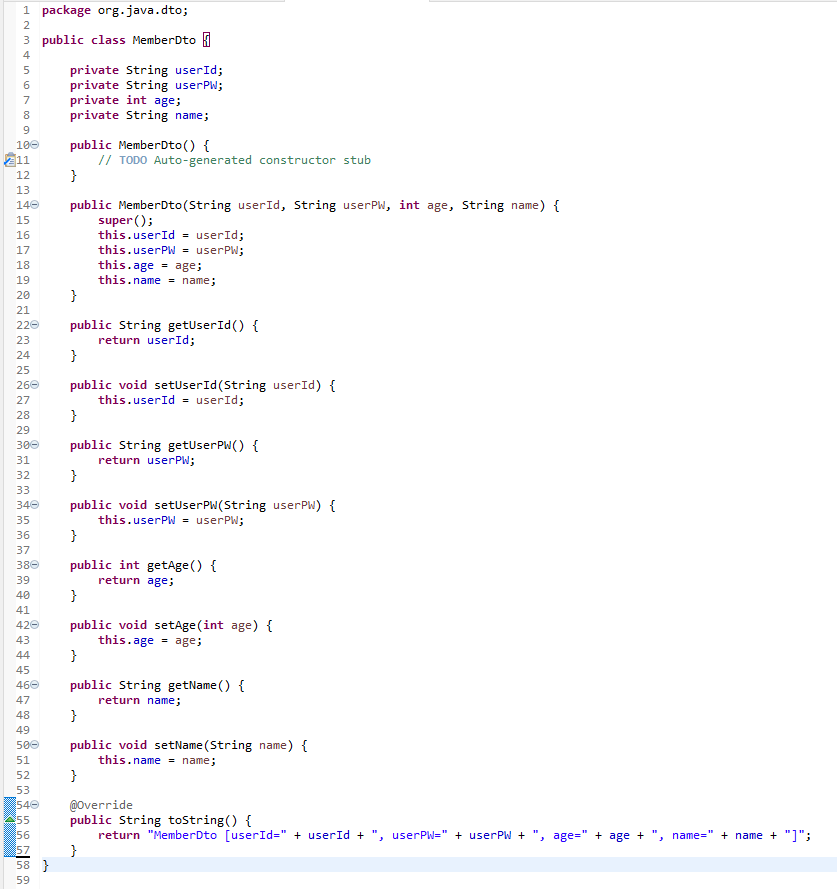 1 package org.java.dto;
2
3 public class MemberDto {
4
5     private String userId;
6     private String userPW;
7     private int age;
8     private String name;
9
10     public MemberDto() {
11         // TODO Auto-generated constructor stub
12     }
13
14     public MemberDto(String userId, String userPW, int age, String name) {
15         super();
16         this.userId = userId;
17         this.userPW = userPW;
18         this.age = age;
19         this.name = name;
20     }
21
22     public String getUserId() {
23         return userId;
24     }
25
26     public void setUserId(String userId) {
27         this.userId = userId;
28     }
29
30     public String getUserPW() {
31         return userPW;
32     }
33
34     public void setUserPW(String userPW) {
35         this.userPW = userPW;
36     }
37
38     public int getAge() {
39         return age;
40     }
41
42     public void setAge(int age) {
43         this.age = age;
44     }
45
46     public String getName() {
47         return name;
48     }
49
50     public void setName(String name) {
51         this.name = name;
52     }
53
54     @Override
55     public String toString() {
56         return "MemberDto [userId=" + userId + ", userPW=" + userPW + ", age=" + age + ", name=" + name + "]";
57     }
58 }
59